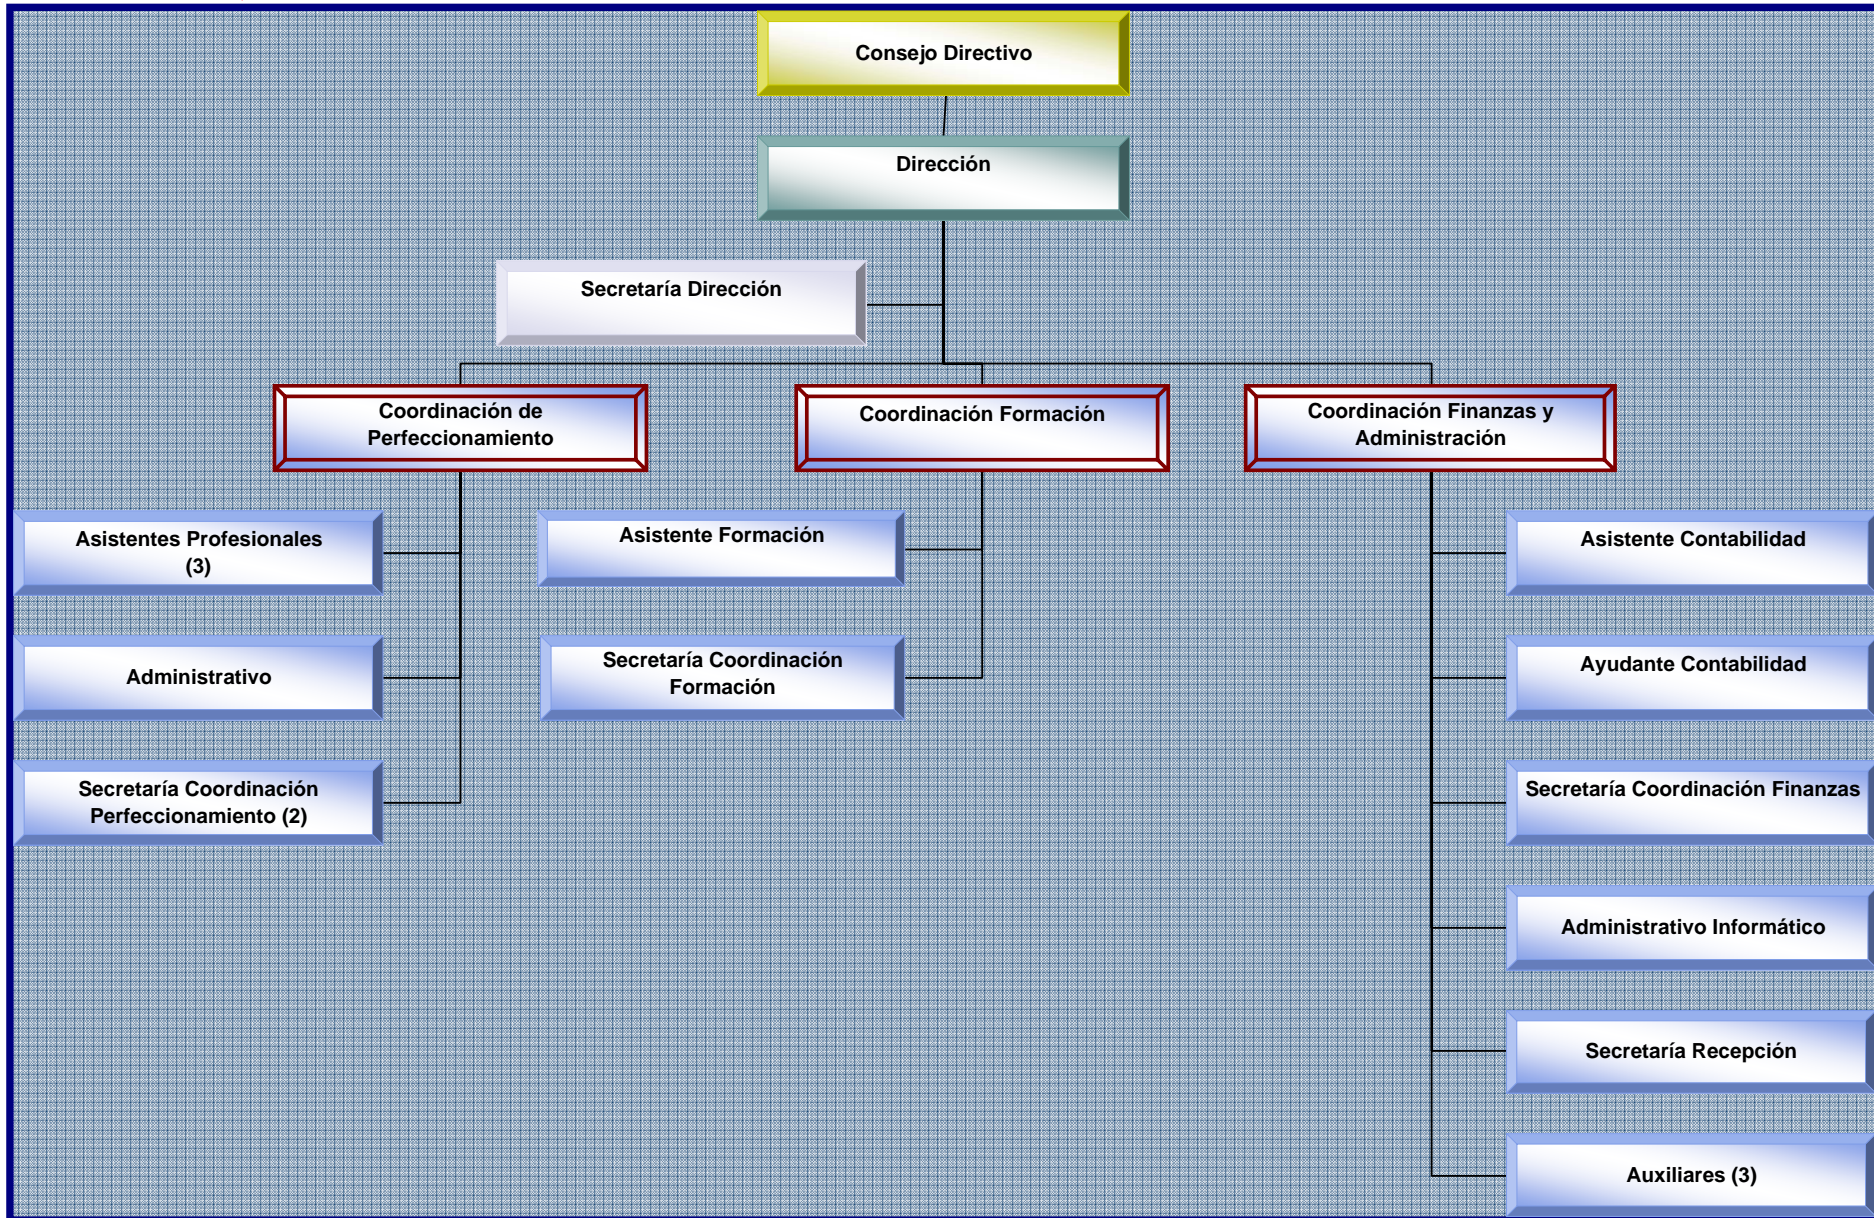 Consejo Directivo
Dirección
Secretaría Dirección
Coordinación de
Perfeccionamiento
Coordinación Formación
Coordinación Finanzas y
Administración
Asistentes Profesionales
(3)
Asistente Formación
Asistente Contabilidad
Administrativo
Secretaría Coordinación
Formación
Ayudante Contabilidad
Secretaría Coordinación
Perfeccionamiento (2)
Secretaría Coordinación Finanzas
Administrativo Informático
Secretaría Recepción
Auxiliares (3)